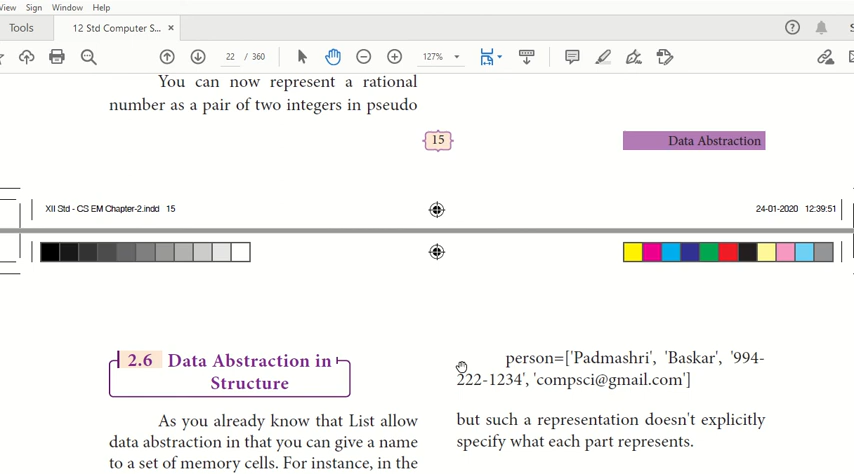 View Sign Window Help
Tools 12 Std Computer S... ×
22 / 360 127%
You can now represent a rational
number as a pair of two integers in pseudo
15
Data Abstraction
XII Std - CS EM Chapter-2.indd 15
24-01-2020 12:39:51
2.6 Data Abstraction in
Structure
As you already know that List allow
data abstraction in that you can give a name
to a set of memory cells. For instance, in the
person=['Padmashri', 'Baskar', '994-
222-1234', 'compsci@gmail.com']
but such a representation doesn't explicitly
specify what each part represents.